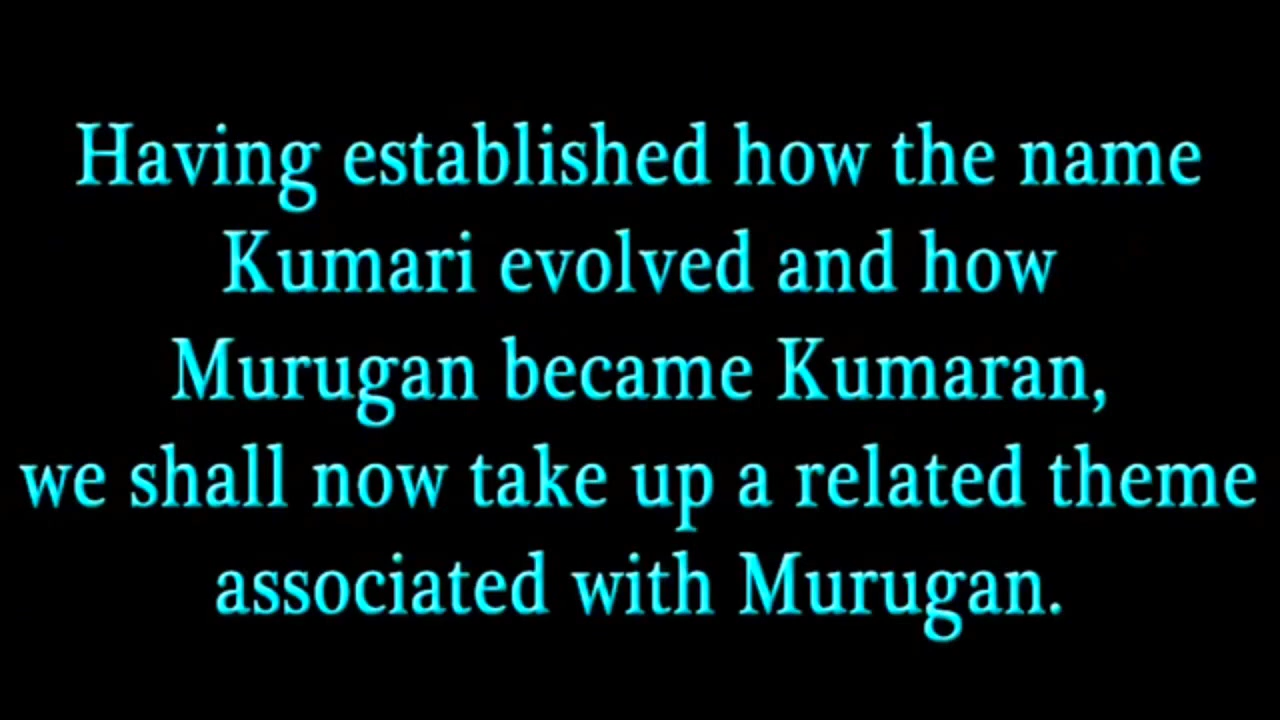 Having established how the name
Kumari evolved and how
Murugan became Kumaran,
we shall now take up a related theme
associated with Murugan.